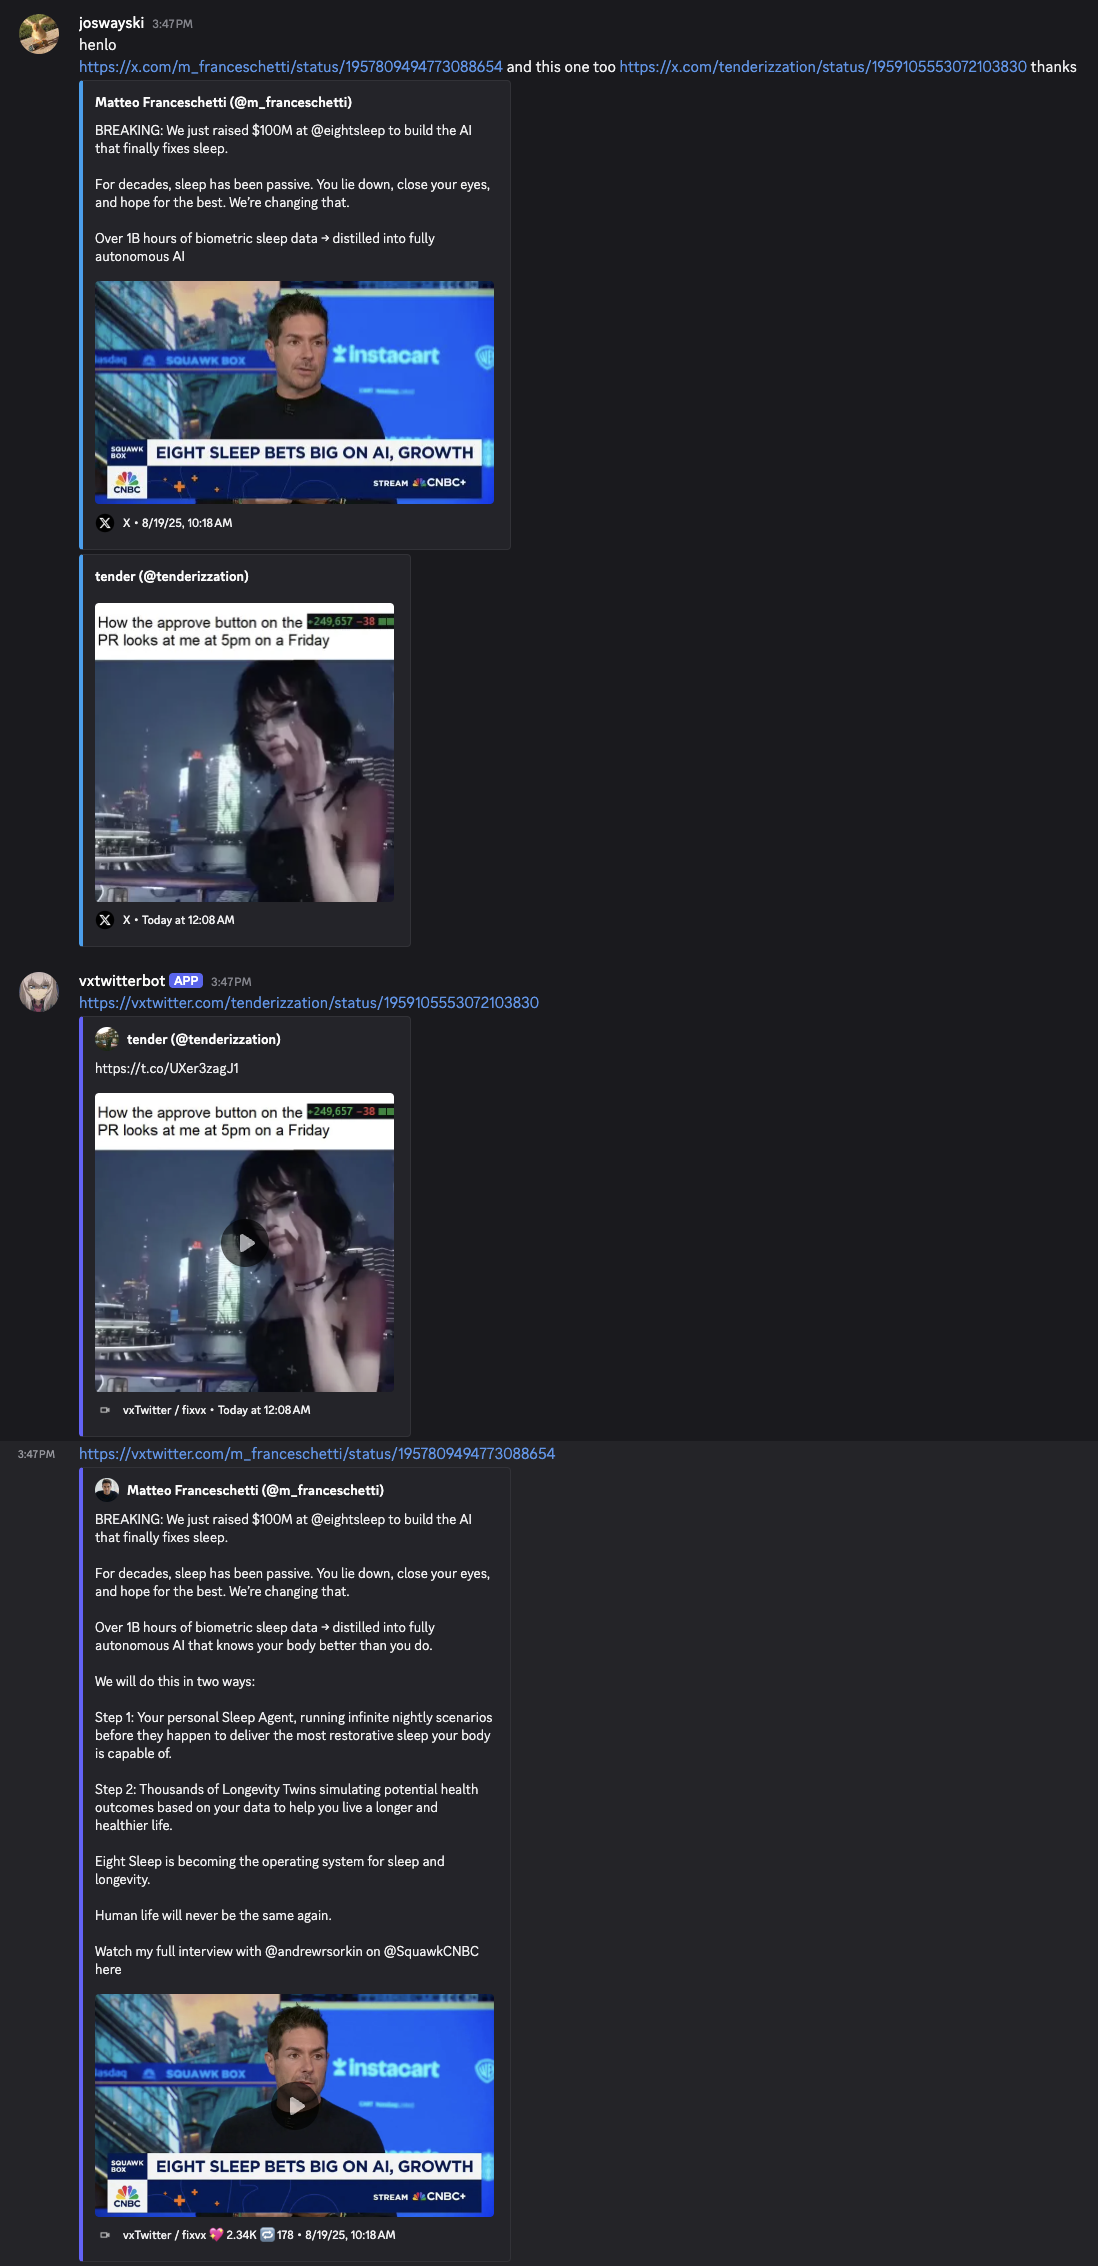 joswayski 3:47 PM
henlo
https://x.com/m_franceschetti/status/1957809494773088654 and this one too https://x.com/tenderizzation/status/1959105553072103830 thanks
Matteo Franceschetti (@m_franceschetti)
BREAKING: We just raised $100M at @eightsleep to build the AI
that finally fixes sleep.
For decades, sleep has been passive. You lie down, close your eyes,
and hope for the best. We're changing that.
Over 1B hours of biometric sleep data → distilled into fully
autonomous AI
Instacart
asdaq SQUAWK BOX
SQUAWK BOX
EIGHT SLEEP BETS BIG ON AI, GROWTH
CNBC
STREAM CNBC+
X • 8/19/25, 10:18 AM
tender (@tenderizzation)
How the approve button on the +249,657 −38
PR looks at me at 5pm on a Friday
X • Today at 12:08 AM
vxtwitterbot APP 3:47 PM
https://vxtwitter.com/tenderizzation/status/1959105553072103830
tender (@tenderizzation)
https://t.co/UXer3zagJ1
How the approve button on the +249,657 −38
PR looks at me at 5pm on a Friday
vxTwitter / fixvx • Today at 12:08 AM
3:47 PM https://vxtwitter.com/m_franceschetti/status/1957809494773088654
Matteo Franceschetti (@m_franceschetti)
BREAKING: We just raised $100M at @eightsleep to build the AI
that finally fixes sleep.
For decades, sleep has been passive. You lie down, close your eyes,
and hope for the best. We're changing that.
Over 1B hours of biometric sleep data → distilled into fully
autonomous AI that knows your body better than you do.
We will do this in two ways:
Step 1: Your personal Sleep Agent, running infinite nightly scenarios
before they happen to deliver the most restorative sleep your body
is capable of.
Step 2: Thousands of Longevity Twins simulating potential health
outcomes based on your data to help you live a longer and
healthier life.
Eight Sleep is becoming the operating system for sleep and
longevity.
Human life will never be the same again.
Watch my full interview with @andrewrsorkin on @SquawkCNBC
here
Instacart
asdaq SQUAWK BOX
SQUAWK BOX
EIGHT SLEEP BETS BIG ON AI, GROWTH
CNBC
STREAM CNBC+
vxTwitter / fixvx 💖 2.34K 🔁 178 • 8/19/25, 10:18 AM